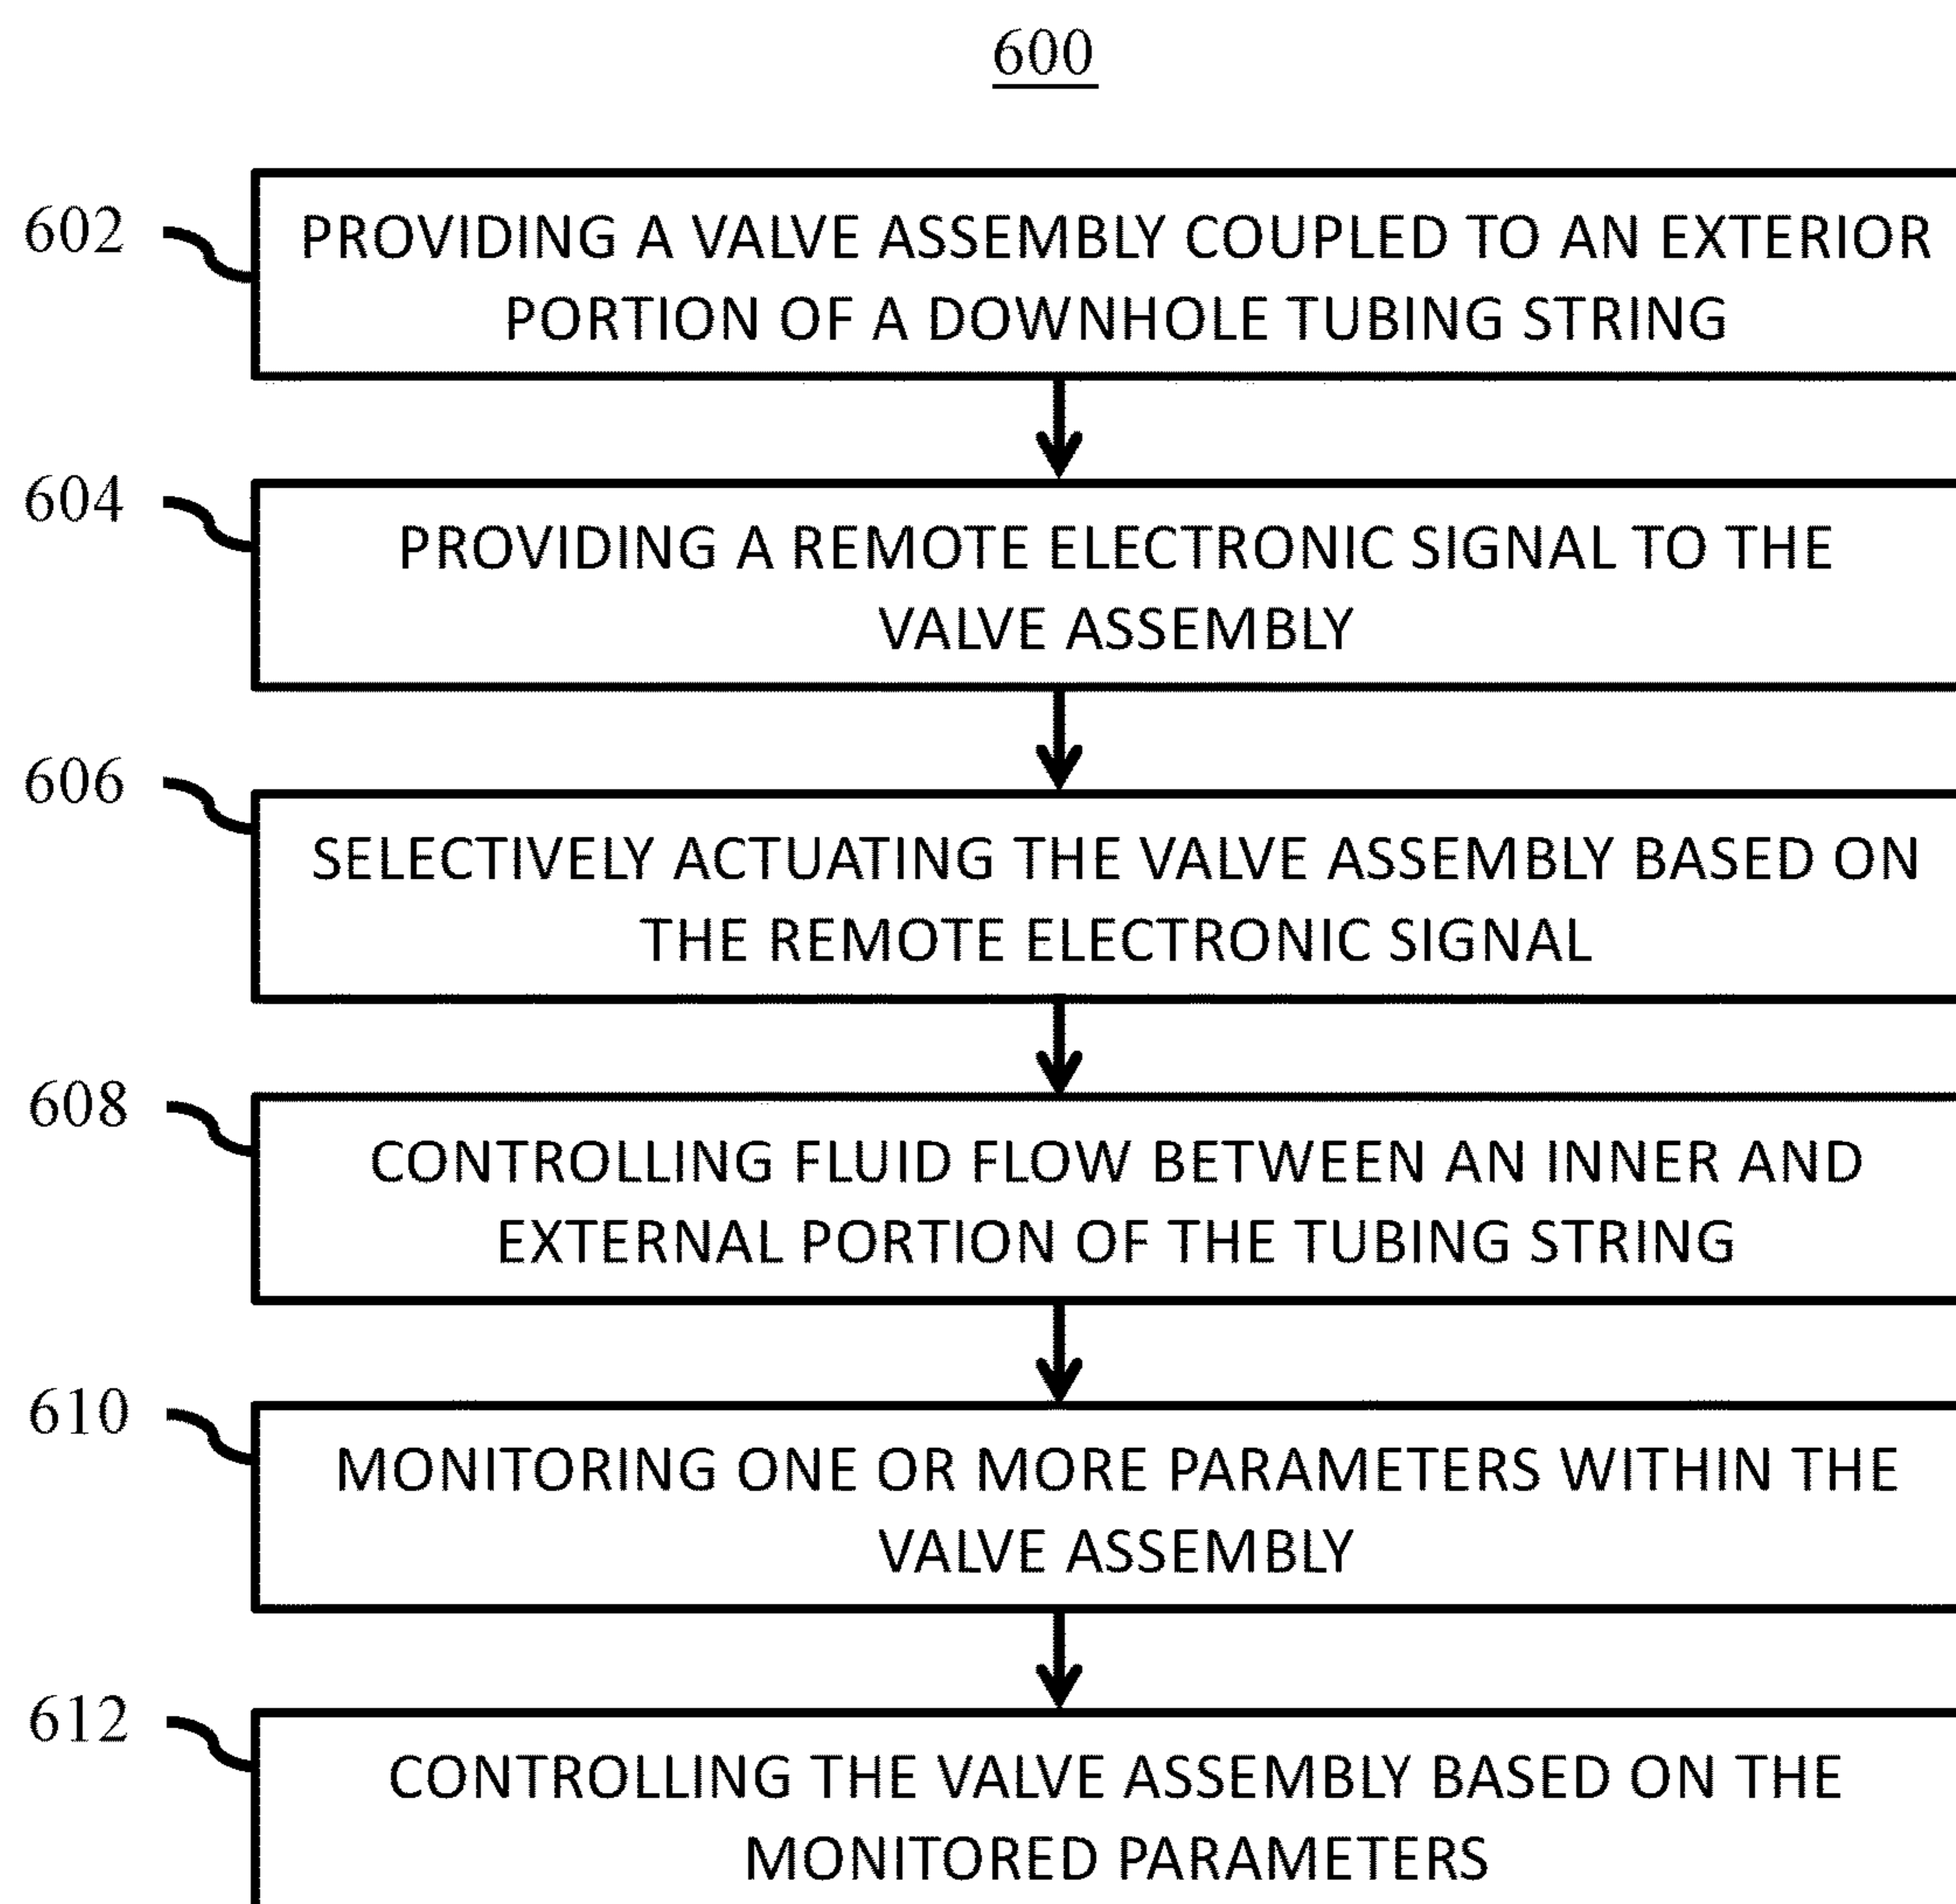 600
602
PROVIDING A VALVE ASSEMBLY COUPLED TO AN EXTERIOR
PORTION OF A DOWNHOLE TUBING STRING
604
PROVIDING A REMOTE ELECTRONIC SIGNAL TO THE
VALVE ASSEMBLY
606
SELECTIVELY ACTUATING THE VALVE ASSEMBLY BASED ON
THE REMOTE ELECTRONIC SIGNAL
608
CONTROLLING FLUID FLOW BETWEEN AN INNER AND
EXTERNAL PORTION OF THE TUBING STRING
610
MONITORING ONE OR MORE PARAMETERS WITHIN THE
VALVE ASSEMBLY
612
CONTROLLING THE VALVE ASSEMBLY BASED ON THE
MONITORED PARAMETERS